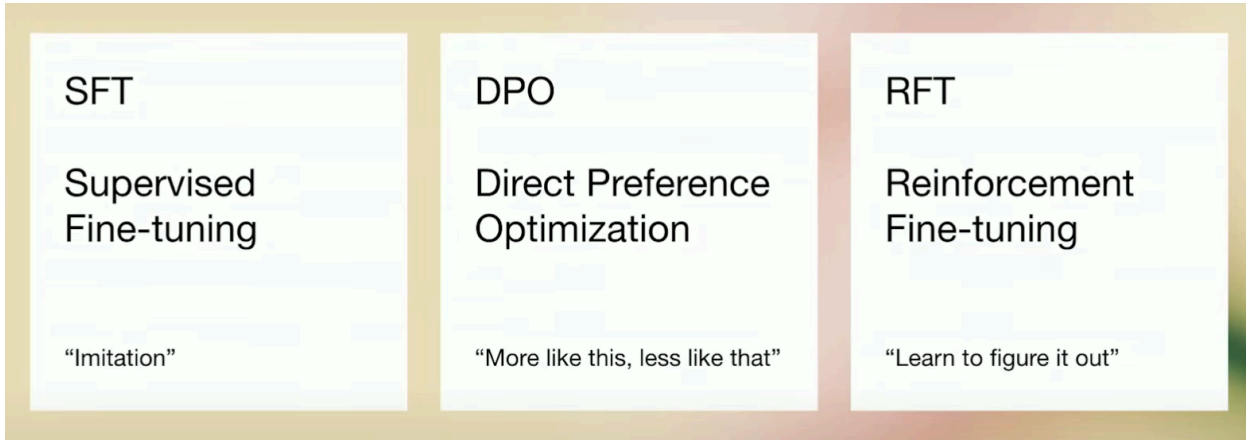 SFT
Supervised
Fine-tuning
“Imitation”
DPO
Direct Preference
Optimization
“More like this, less like that”
RFT
Reinforcement
Fine-tuning
“Learn to figure it out”